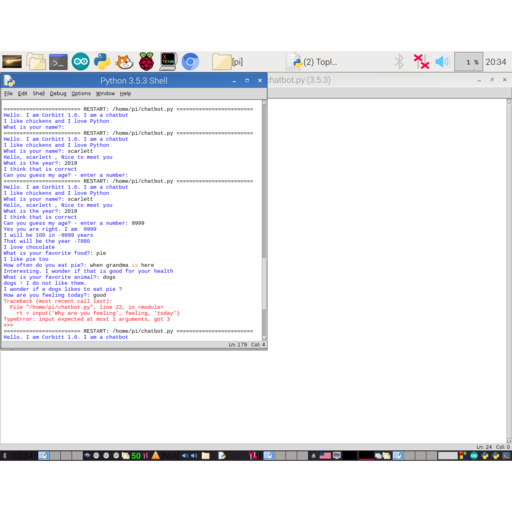 [pi]
(2) Topl...
1 %
20:34
Python 3.5.3 Shell
hatbot.py (3.5.3)
File Edit Shell Debug Options Window Help
======================== RESTART: /home/pi/chatbot.py ========================
Hello. I am Corbitt 1.0. I am a chatbot
I like chickens and I love Python
What is your name?:
======================== RESTART: /home/pi/chatbot.py ========================
Hello. I am Corbitt 1.0. I am a chatbot
I like chickens and I love Python
What is your name?: scarlett
Hello, scarlett , Nice to meet you
What is the year?: 2019
I think that is correct
Can you guess my age? - enter a number:
======================== RESTART: /home/pi/chatbot.py ========================
Hello. I am Corbitt 1.0. I am a chatbot
I like chickens and I love Python
What is your name?: scarlett
Hello, scarlett , Nice to meet you
What is the year?: 2019
I think that is correct
Can you guess my age? - enter a number: 9999
Yes you are right. I am  9999
I will be 100 in -9899 years
That will be the year -7880
I love chocolate
What is your favorite food?: pie
I like pie too
How often do you eat pie?: when grandma is here
Interesting. I wonder if that is good for your health
What is your favorite animal?: dogs
dogs ! I do not like them.
I wonder if a dogs likes to eat pie ?
How are you feeling today?: good
Traceback (most recent call last):
  File "/home/pi/chatbot.py", line 22, in <module>
    rt = input('Why are you feeling', feeling, 'today')
TypeError: input expected at most 1 arguments, got 3
>>>
======================== RESTART: /home/pi/chatbot.py ========================
Hello. I am Corbitt 1.0. I am a chatbot
Ln: 179 Col: 4
Ln: 24 Col: 0
50